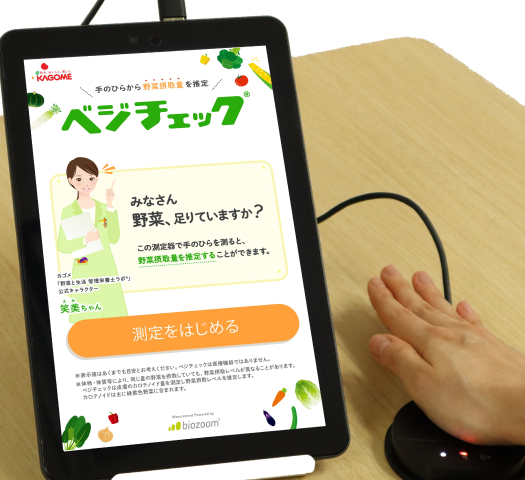 KAGOME
手のひらから 野菜摂取量 を推定
ベジチェック®
みなさん
野菜、足りていますか？
この測定器で手のひらを測ると、
野菜摂取量を推定することができます。
カゴメ
「野菜と生活 管理栄養士ラボ®」
公式キャラクター
えみ
笑美ちゃん
測定をはじめる
※表示値はあくまでも目安とお考えください。ベジチェックは医療機器ではありません。
※体格・体質等により、同じ量の野菜を摂取していても、野菜摂取レベルが異なることがあります。
ベジチェックは皮膚のカロテノイド量を測定し野菜摂取レベルを推定します。
カロテノイドは主に緑黄色野菜に含まれます。
Measurement Powered by
biozoom